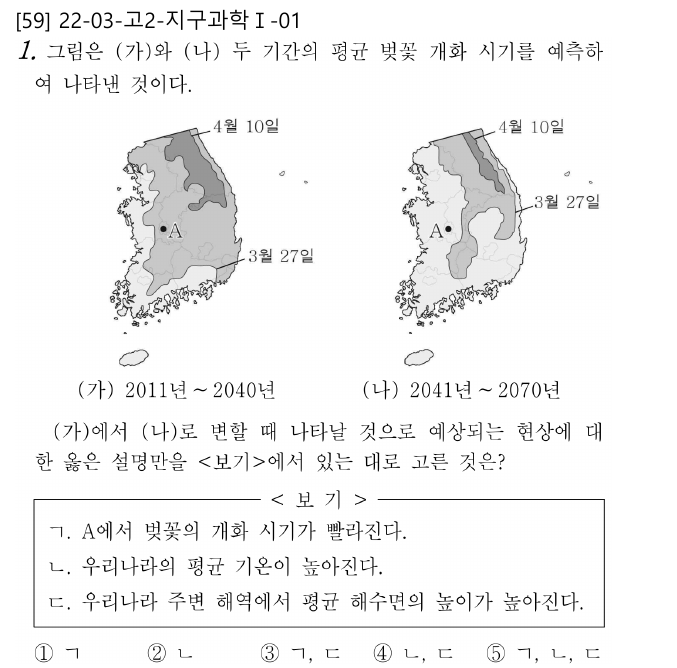 [59] 22-03-고2-지구과학Ⅰ-01
1. 그림은 (가)와 (나) 두 기간의 평균 벚꽃 개화 시기를 예측하
여 나타낸 것이다.
4월 10일
A
3월 27일
4월 10일
3월 27일
A
(가) 2011년~2040년
(나) 2041년~2070년
(가)에서 (나)로 변할 때 나타날 것으로 예상되는 현상에 대
한 옳은 설명만을 <보기>에서 있는 대로 고른 것은?
< 보 기 >
ㄱ. A에서 벚꽃의 개화 시기가 빨라진다.
ㄴ. 우리나라의 평균 기온이 높아진다.
ㄷ. 우리나라 주변 해역에서 평균 해수면의 높이가 높아진다.
① ㄱ ② ㄴ ③ ㄱ, ㄷ ④ ㄴ, ㄷ ⑤ ㄱ, ㄴ, ㄷ